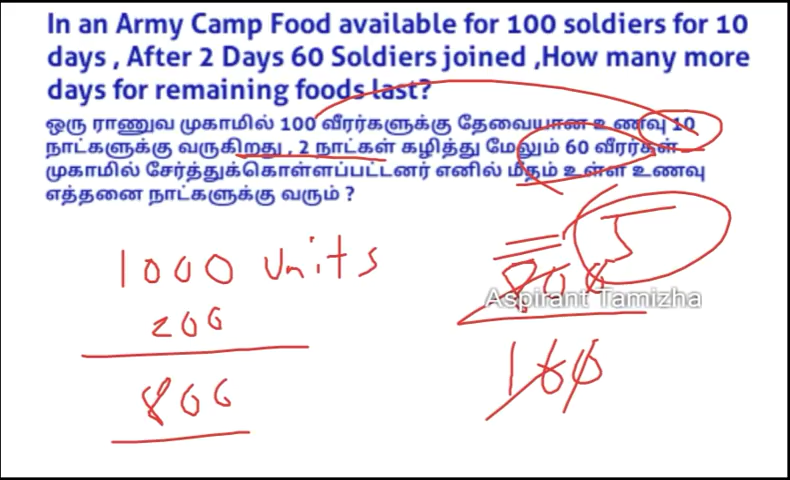 In an Army Camp Food available for 100 soldiers for 10
days , After 2 Days 60 Soldiers joined ,How many more
days for remaining foods last?
ஒரு ராணுவ முகாமில் 100 வீரர்களுக்கு தேவையான உணவு 10
நாட்களுக்கு வருகிறது , 2 நாட்கள் கழித்து மேலும் 60 வீரர்கள்
முகாமில் சேர்த்துக்கொள்ளப்பட்டனர் எனில் மீதம் உள்ள உணவு
எத்தனை நாட்களுக்கு வரும் ?
1000 Units
200
800
= 5
800
Aspirant Tamizha
160